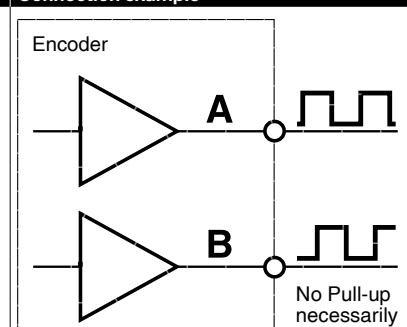 Connection example
Encoder
A
B
No Pull-up
necessarily